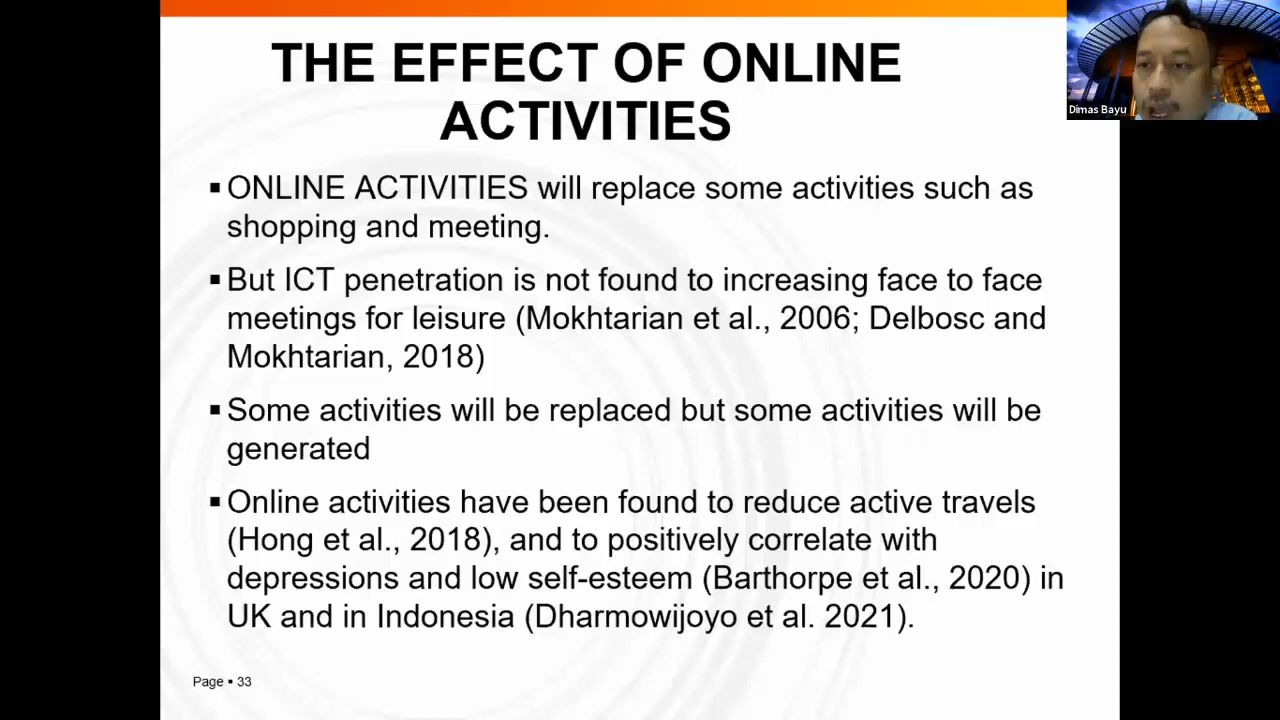 THE EFFECT OF ONLINE
ACTIVITIES
▪ ONLINE ACTIVITIES will replace some activities such as
shopping and meeting.
▪ But ICT penetration is not found to increasing face to face
meetings for leisure (Mokhtarian et al., 2006; Delbosc and
Mokhtarian, 2018)
▪ Some activities will be replaced but some activities will be
generated
▪ Online activities have been found to reduce active travels
(Hong et al., 2018), and to positively correlate with
depressions and low self-esteem (Barthorpe et al., 2020) in
UK and in Indonesia (Dharmowijoyo et al. 2021).
Page ▪ 33
Dimas Bayu